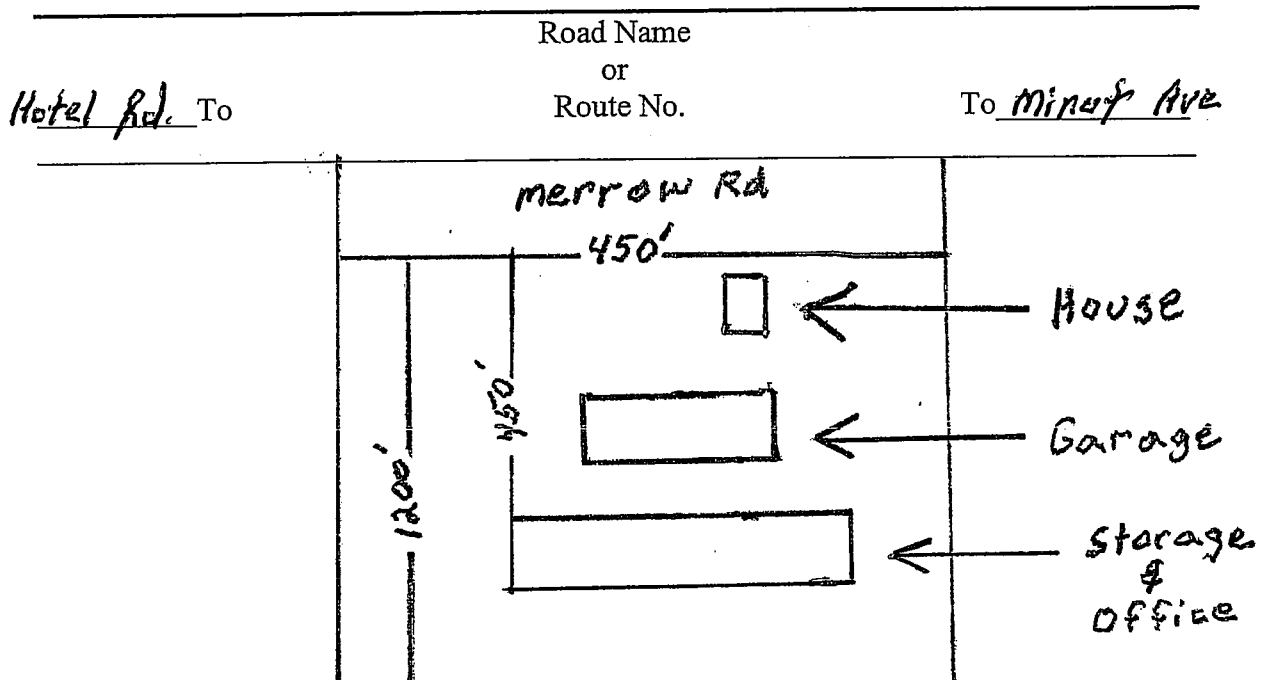 Road Name
or
Route No.
Hotel Rd. To
To Minot Ave
merrow Rd
450'
House
450'
Garage
1200'
Storage
&
office